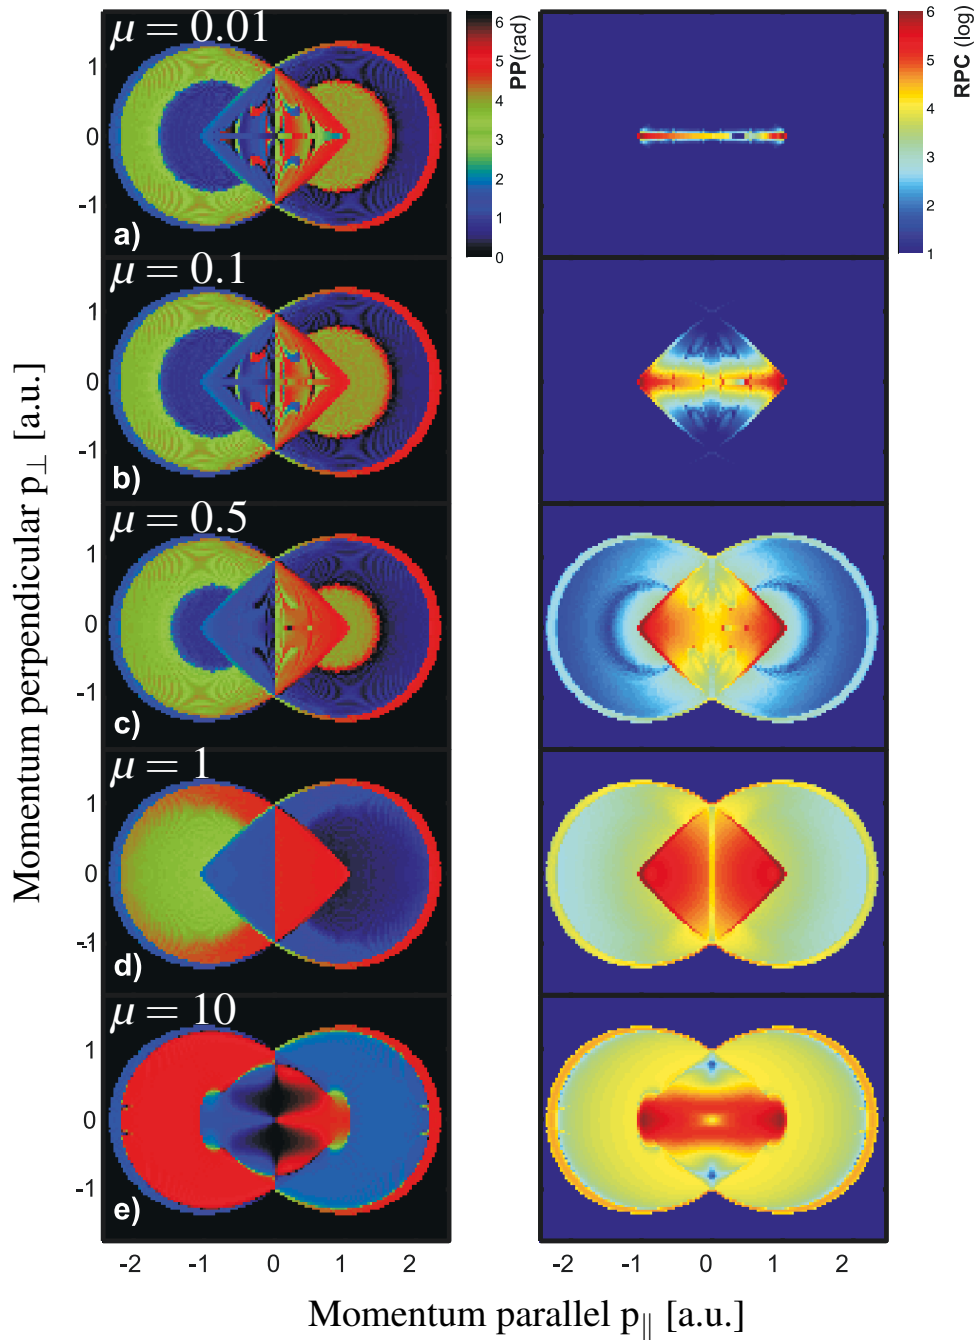 μ = 0.01
1
0
-1
a)
6
5
4
3
2
1
0
PP(rad)
6
5
4
3
2
1
RPC (log)
μ = 0.1
1
0
-1
b)
μ = 0.5
1
0
-1
c)
μ = 1
1
0
-1
d)
μ = 10
1
0
-1
e)
Momentum perpendicular p⊥ [a.u.]
-2 -1 0 1 2
-2 -1 0 1 2
Momentum parallel p∥ [a.u.]